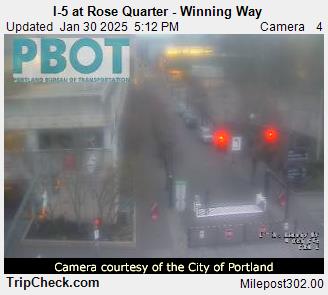 I-5 at Rose Quarter - Winning Way
Updated Jan 30 2025 5:12 PM Camera 4
PBOT
PORTLAND BUREAU OF TRANSPORTATION
Camera courtesy of the City of Portland
TripCheck.com Milepost302.00